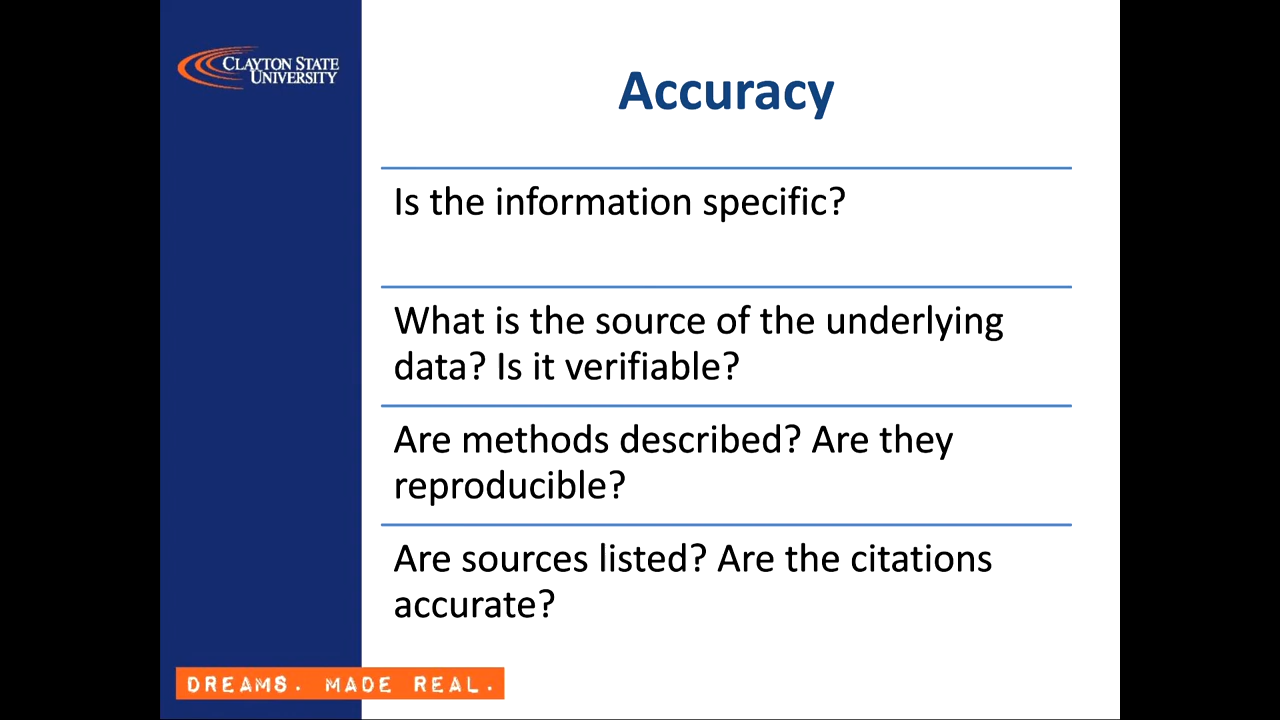 CLAYTON STATE
UNIVERSITY
Accuracy
Is the information specific?
What is the source of the underlying
data? Is it verifiable?
Are methods described? Are they
reproducible?
Are sources listed? Are the citations
accurate?
DREAMS. MADE REAL.